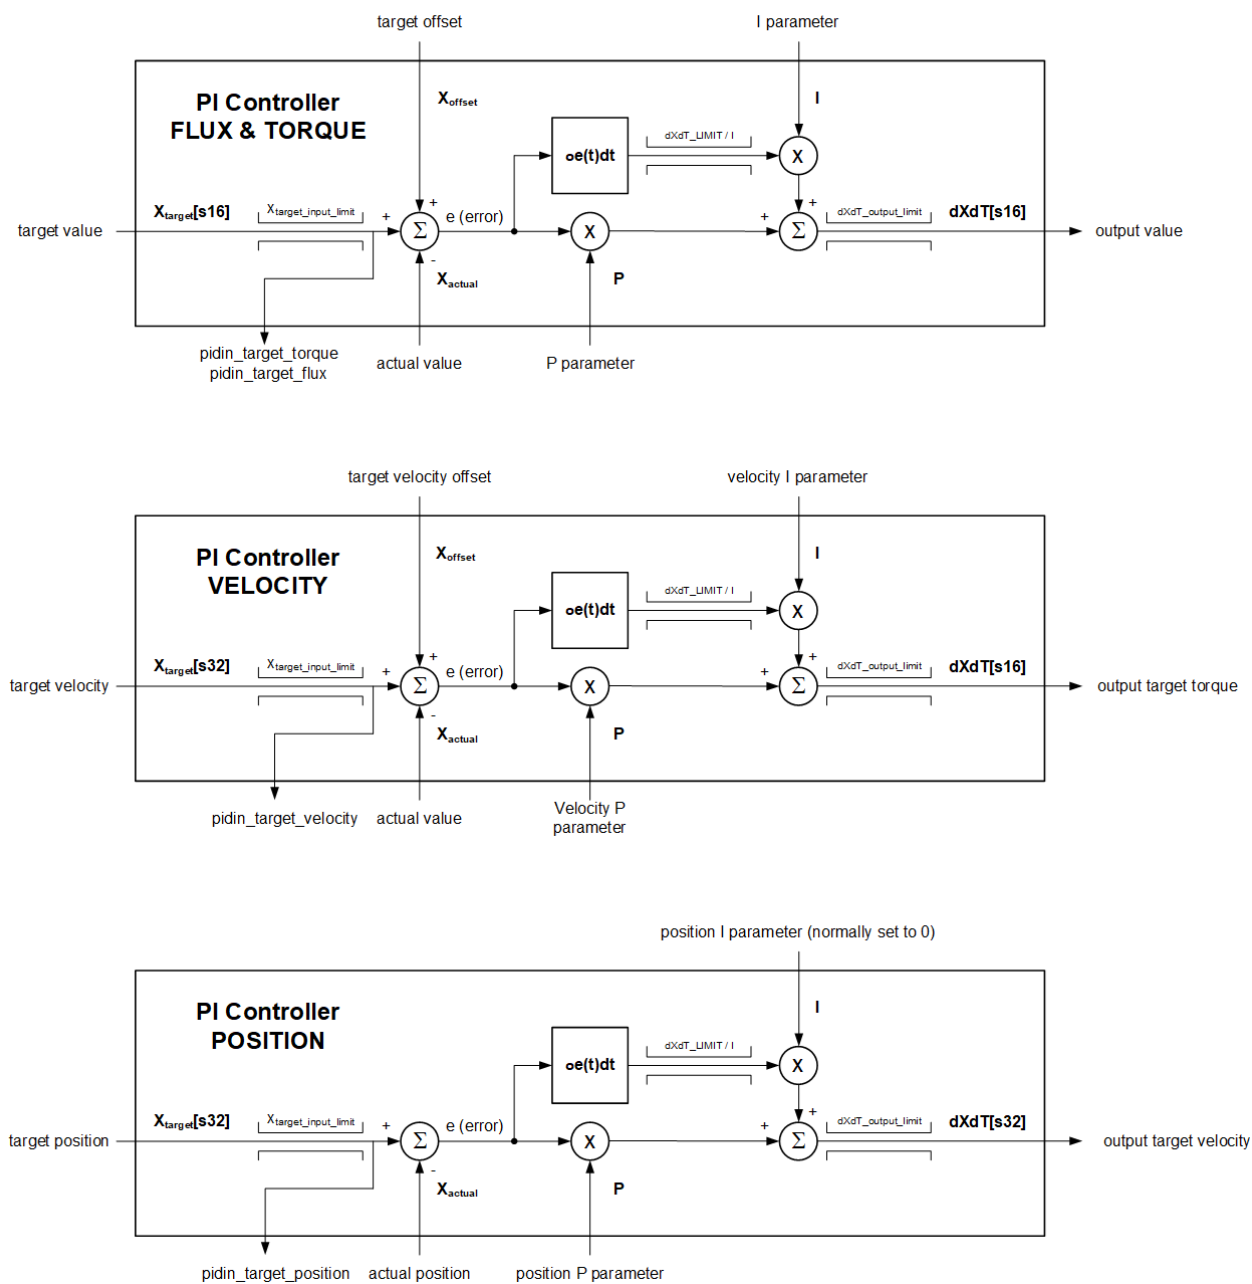 target offset
I parameter
PI Controller
FLUX & TORQUE
Xoffset
I
∫e(t)dt
dXdT_LIMIT / I
X
Xtarget[s16]
Xtarget_input_limit
+
+
Σ
e (error)
X
+
+
Σ
dXdT_output_limit
dXdT[s16]
target value
output value
-
Xactual
P
pidin_target_torque
pidin_target_flux
actual value
P parameter
target velocity offset
velocity I parameter
PI Controller
VELOCITY
Xoffset
I
∫e(t)dt
dXdT_LIMIT / I
X
Xtarget[s32]
Xtarget_input_limit
+
+
Σ
e (error)
X
+
+
Σ
dXdT_output_limit
dXdT[s16]
target velocity
output target torque
-
Xactual
P
pidin_target_velocity
actual value
Velocity P
parameter
position I parameter (normally set to 0)
PI Controller
POSITION
I
∫e(t)dt
dXdT_LIMIT / I
X
Xtarget[s32]
Xtarget_input_limit
+
Σ
e (error)
X
+
+
Σ
dXdT_output_limit
dXdT[s32]
target position
output target velocity
-
Xactual
P
pidin_target_position
actual position
position P parameter